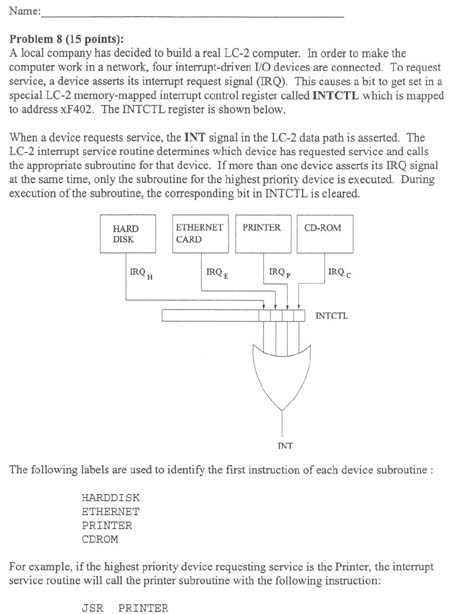 Name:
Problem 8 (15 points):
A local company has decided to build a real LC-2 computer. In order to make the
computer work in a network, four interrupt-driven I/O devices are connected. To request
service, a device asserts its interrupt request signal (IRQ). This causes a bit to get set in a
special LC-2 memory-mapped interrupt control register called INTCTL which is mapped
to address xF402. The INTCTL register is shown below.
When a device requests service, the INT signal in the LC-2 data path is asserted. The
LC-2 interrupt service routine determines which device has requested service and calls
the appropriate subroutine for that device. If more than one device asserts its IRQ signal
at the same time, only the subroutine for the highest priority device is executed. During
execution of the subroutine, the corresponding bit in INTCTL is cleared.
HARD DISK
ETHERNET CARD
PRINTER
CD-ROM
IRQ H
IRQ E
IRQ P
IRQ C
INTCTL
INT
The following labels are used to identify the first instruction of each device subroutine :
HARDDISK
ETHERNET
PRINTER
CDROM
For example, if the highest priority device requesting service is the Printer, the interrupt
service routine will call the printer subroutine with the following instruction:
JSR PRINTER